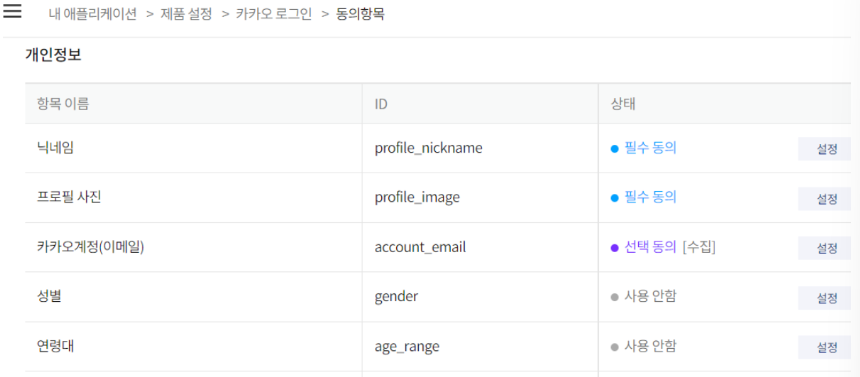 내 애플리케이션 > 제품 설정 > 카카오 로그인 > 동의항목
개인정보
항목 이름 ID 상태
닉네임 profile_nickname 필수 동의 설정
프로필 사진 profile_image 필수 동의 설정
카카오계정(이메일) account_email 선택 동의 [수집] 설정
성별 gender 사용 안함 설정
연령대 age_range 사용 안함 설정